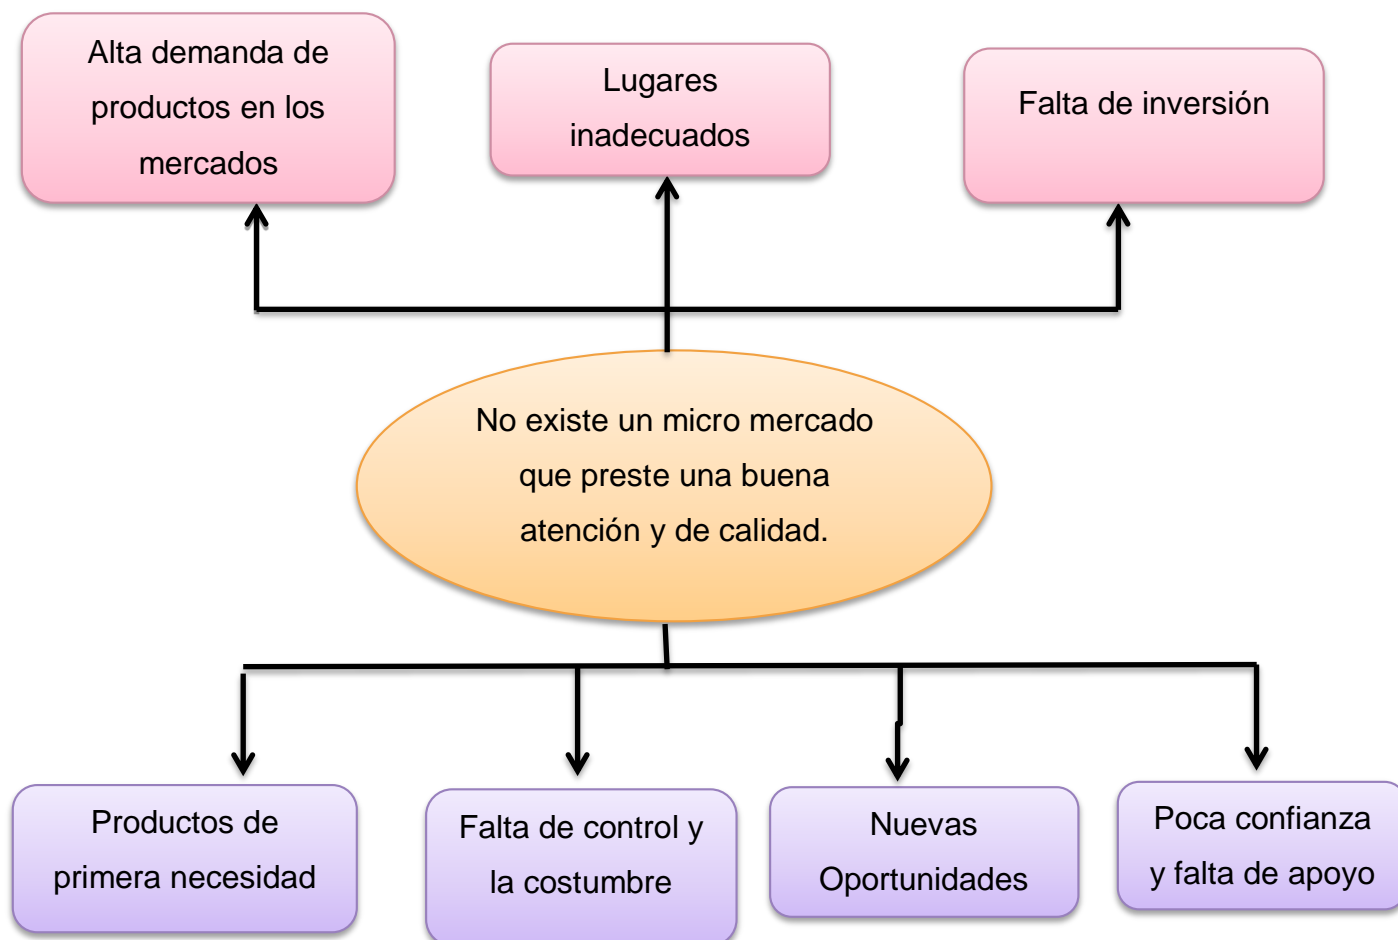 Alta demanda de
productos en los
mercados
Lugares
inadecuados
Falta de inversión
No existe un micro mercado
que preste una buena
atención y de calidad.
Productos de
primera necesidad
Falta de control y
la costumbre
Nuevas
Oportunidades
Poca confianza
y falta de apoyo